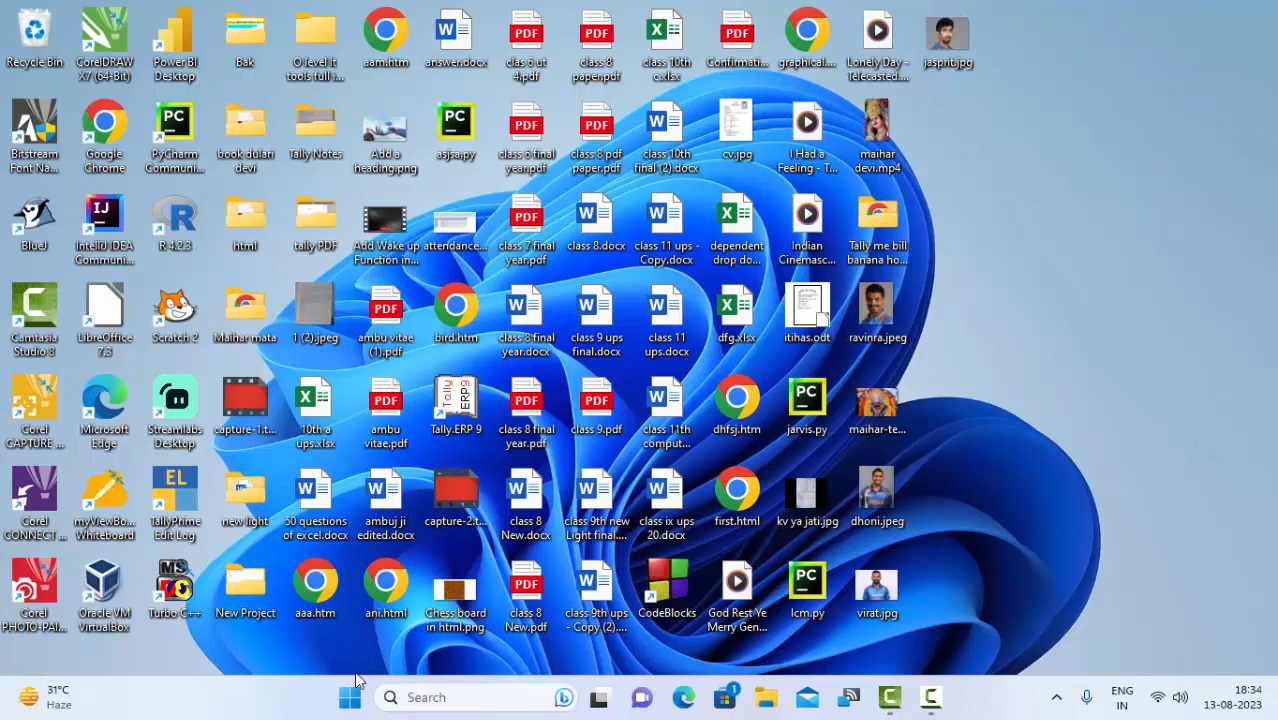 Recycle Bin
CorelDRAW
X7 (64-Bit)
Power BI
Desktop
Bak
O level It
tools full i...
aam.htm
answer.docx
clas 6 ut
4.pdf
class 8
paper.pdf
class 10th
c.xlsx
Confirmati...
graphical....
Lonely Day -
Telecasted....
jasprit.jpg
Bitstream
Font Na...
Google
Chrome
PyCharm
Communi...
book dulari
devi
Tally Notes
Add a
heading.png
asjsa.py
class 6 final
year.pdf
class 8 pdf
paper.pdf
class 10th
final (2).docx
cv.jpg
I Had a
Feeling - T...
maihar
devi.mp4
BlueJ
IntelliJ IDEA
Communi...
R 4.2.3
html
tally PDF
Add Wake up
Function in...
attendance...
class 7 final
year.pdf
class 8.docx
class 11 ups -
Copy.docx
dependent
drop do...
Indian
Cinemasc...
Tally me bill
banana ho...
Camtasia
Studio 8
LibreOffice
7.3
Scratch 2
Maihar mata
1 (2).jpeg
ambu vitae
(1).pdf
bird.htm
class 8 final
year.docx
class 9 ups
final.docx
class 11
ups.docx
dfg.xlsx
itihas.odt
ravinra.jpeg
Corel
CAPTURE ...
Microsoft
Edge
Streamlabs
Desktop
capture-1.t...
10th a
ups.xlsx
ambu
vitae.pdf
Tally.ERP 9
class 8 final
year.pdf
class 9.pdf
class 11th
comput...
dhfsj.htm
jarvis.py
maihar-te...
Corel
CONNECT ...
myViewBo...
Whiteboard
TallyPrime
Edit Log
new light
50 questions
of excel.docx
ambuj ji
edited.docx
capture-2.t...
class 8
New.docx
class 9th new
Light final....
class ix ups
20.docx
first.html
kv ya jati.jpg
dhoni.jpeg
Corel
PHOTO-PAI...
Oracle VM
VirtualBox
Turbo C++
New Project
aaa.htm
ani.html
Chess board
in html.png
class 8
New.pdf
class 9th ups
- Copy (2)....
CodeBlocks
God Rest Ye
Merry Gen...
lcm.py
virat.jpg
31°C
Haze
Search
1
ENG
IN
18:34
13-08-2023